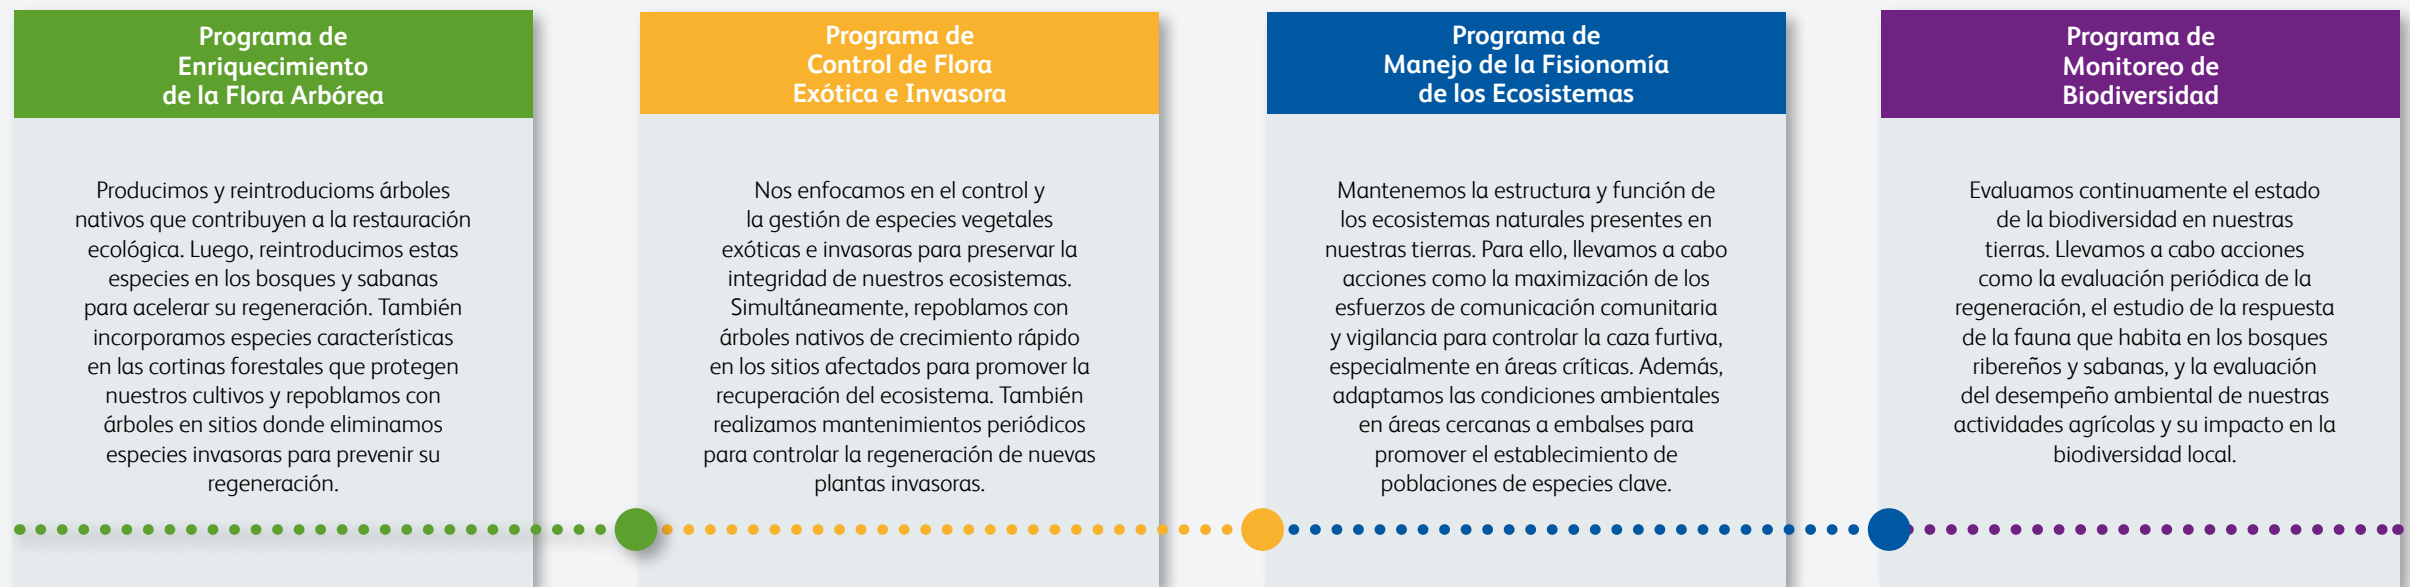 Programa de
Enriquecimiento
de la Flora Arbórea
Producimos y reintroducioms árboles
nativos que contribuyen a la restauración
ecológica. Luego, reintroducimos estas
especies en los bosques y sabanas
para acelerar su regeneración. También
incorporamos especies características
en las cortinas forestales que protegen
nuestros cultivos y repoblamos con
árboles en sitios donde eliminamos
especies invasoras para prevenir su
regeneración.
Programa de
Control de Flora
Exótica e Invasora
Nos enfocamos en el control y
la gestión de especies vegetales
exóticas e invasoras para preservar la
integridad de nuestros ecosistemas.
Simultáneamente, repoblamos con
árboles nativos de crecimiento rápido
en los sitios afectados para promover la
recuperación del ecosistema. También
realizamos mantenimientos periódicos
para controlar la regeneración de nuevas
plantas invasoras.
Programa de
Manejo de la Fisionomía
de los Ecosistemas
Mantenemos la estructura y función de
los ecosistemas naturales presentes en
nuestras tierras. Para ello, llevamos a cabo
acciones como la maximización de los
esfuerzos de comunicación comunitaria
y vigilancia para controlar la caza furtiva,
especialmente en áreas críticas. Además,
adaptamos las condiciones ambientales
en áreas cercanas a embalses para
promover el establecimiento de
poblaciones de especies clave.
Programa de
Monitoreo de
Biodiversidad
Evaluamos continuamente el estado
de la biodiversidad en nuestras
tierras. Llevamos a cabo acciones
como la evaluación periódica de la
regeneración, el estudio de la respuesta
de la fauna que habita en los bosques
ribereños y sabanas, y la evaluación
del desempeño ambiental de nuestras
actividades agrícolas y su impacto en la
biodiversidad local.